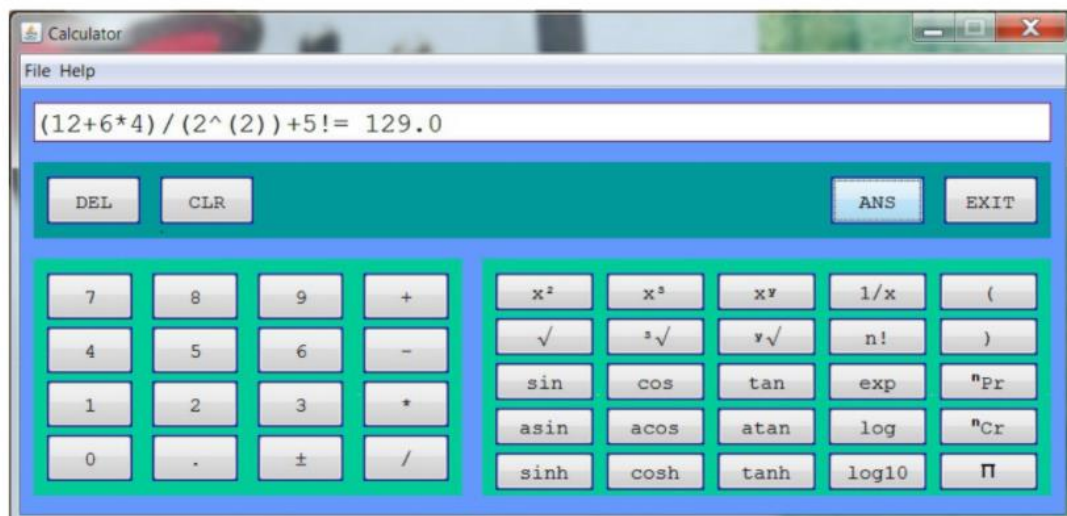 Calculator
File Help
(12+6*4)/(2^(2))+5!= 129.0
DEL CLR ANS EXIT
7 8 9 +
4 5 6 -
1 2 3 *
0 . ± /
x² x³ xʸ 1/x (
√ ³√ ʸ√ n! )
sin cos tan exp ⁿPr
asin acos atan log ⁿCr
sinh cosh tanh log10 Π